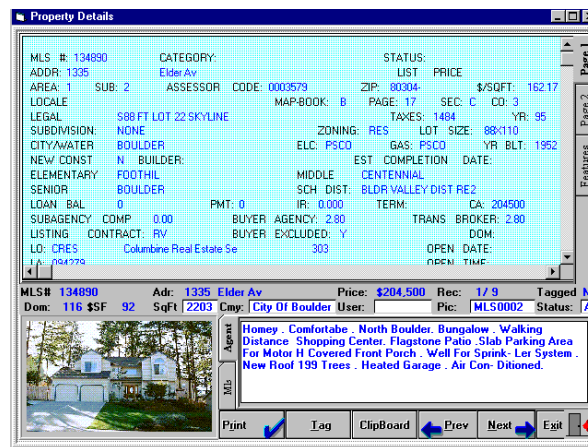 Property Details
MLS #: 134890 CATEGORY: STATUS:
ADDR: 1335 Elder Av LIST PRICE
AREA: 1 SUB: 2 ASSESSOR CODE: 0003579 ZIP: 80304- $/SQFT: 162.17
LOCALE MAP-BOOK: B PAGE: 17 SEC: C CO: 3
LEGAL S88 FT LOT 22 SKYLINE TAXES: 1484 YR: 95
SUBDIVISION: NONE ZONING: RES LOT SIZE: 88X110
CITY/WATER BOULDER ELC: PSCO GAS: PSCO YR BLT: 1952
NEW CONST N BUILDER: EST COMPLETION DATE:
ELEMENTARY FOOTHIL MIDDLE CENTENNIAL
SENIOR BOULDER SCH DIST: BLDR VALLEY DIST RE2
LOAN BAL 0 PMT: 0 IR: 0.000 TERM: CA: 204500
SUBAGENCY COMP 0.00 BUYER AGENCY: 2.80 TRANS BROKER: 2.80
LISTING CONTRACT: RV BUYER EXCLUDED: Y DOM:
LO: CRES Columbine Real Estate Se 303 OPEN DATE:
LA: 094279 OPEN TIME:
Page 1
Page 2
Features
MLS# 134890 Adr: 1335 Elder Av Price: $204,500 Rec: 1/ 9 Tagged N
Dom: 116 $SF 92 SqFt 2203 Cmy: City Of Boulder User: Pic: MLS0002 Status: A
Agent
Mls
Homey . Comfortabe . North Boulder. Bungalow . Walking
Distance Shopping Center. Flagstone Patio .Slab Parking Area
For Motor H Covered Front Porch . Well For Sprink- Ler System .
New Roof 199 Trees . Heated Garage . Air Con- Ditioned.
Print Tag ClipBoard Prev Next Exit